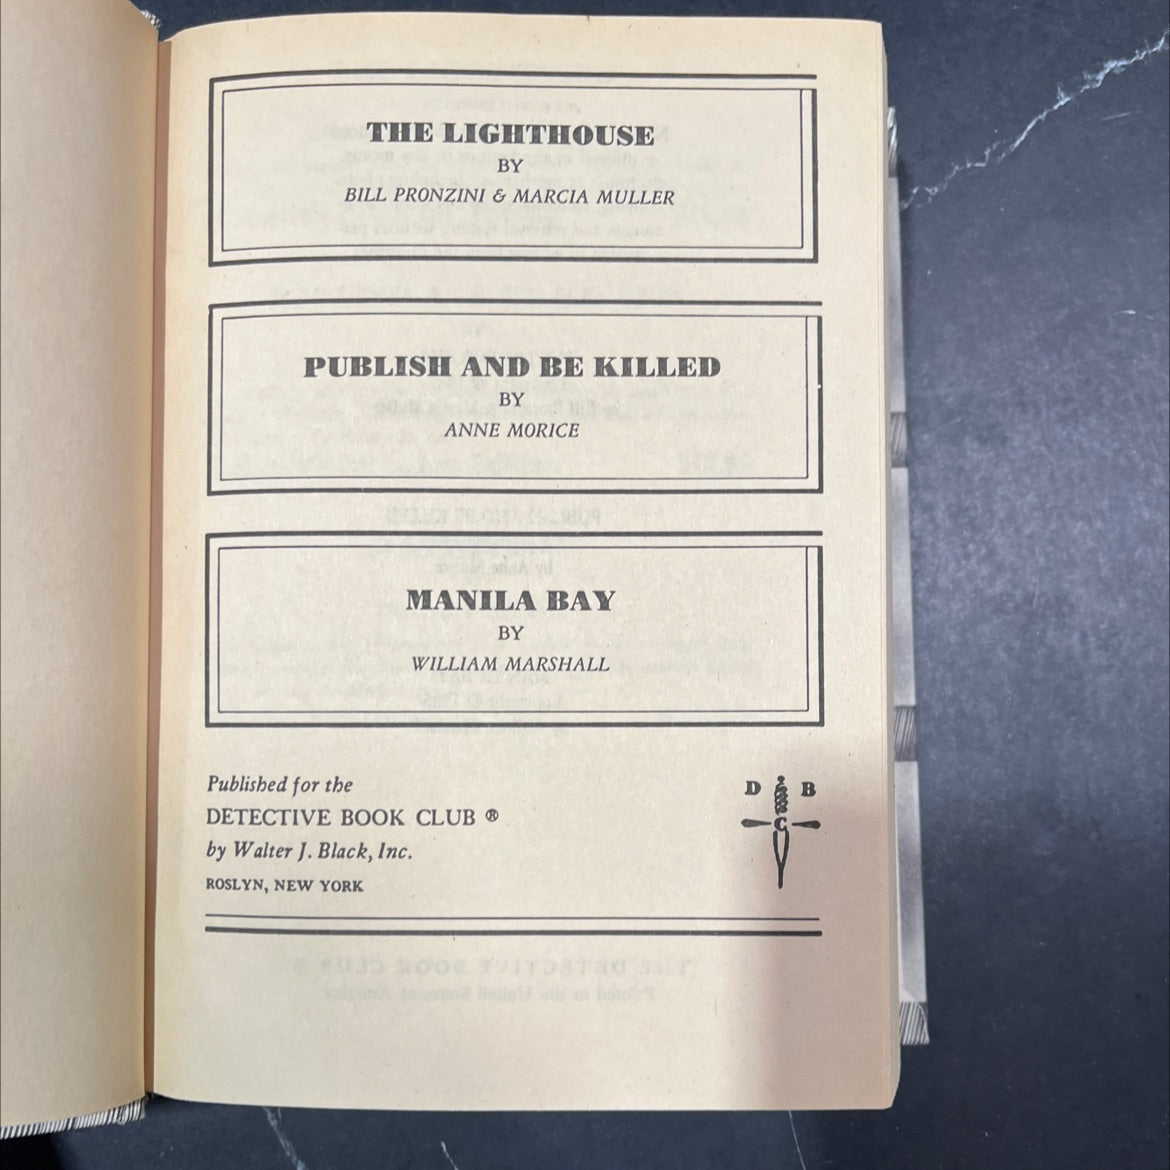 THE LIGHTHOUSE
BY
BILL PRONZINI & MARCIA MULLER
PUBLISH AND BE KILLED
BY
ANNE MORICE
MANILA BAY
BY
WILLIAM MARSHALL
Published for the
DETECTIVE BOOK CLUB ®
by Walter J. Black, Inc.
ROSLYN, NEW YORK
D B
C